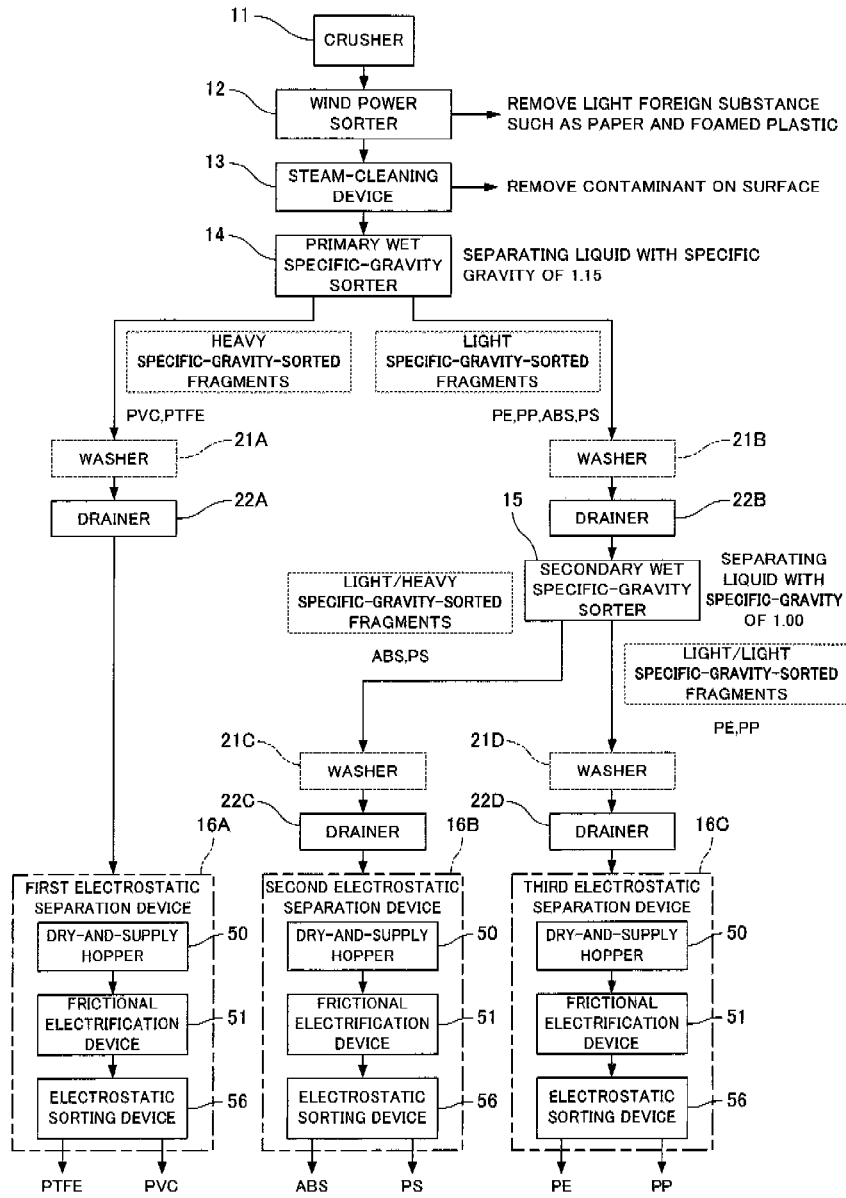 11
CRUSHER
12
WIND POWER
SORTER
REMOVE LIGHT FOREIGN SUBSTANCE
SUCH AS PAPER AND FOAMED PLASTIC
13
STEAM-CLEANING
DEVICE
REMOVE CONTAMINANT ON SURFACE
14
PRIMARY WET
SPECIFIC-GRAVITY
SORTER
SEPARATING LIQUID WITH SPECIFIC
GRAVITY OF 1.15
HEAVY
SPECIFIC-GRAVITY-SORTED
FRAGMENTS
LIGHT
SPECIFIC-GRAVITY-SORTED
FRAGMENTS
PVC,PTFE
PE,PP,ABS,PS
21A
WASHER
21B
WASHER
22A
DRAINER
22B
DRAINER
15
SECONDARY WET
SPECIFIC-GRAVITY
SORTER
SEPARATING
LIQUID WITH
SPECIFIC-GRAVITY
OF 1.00
LIGHT/HEAVY
SPECIFIC-GRAVITY-SORTED
FRAGMENTS
ABS,PS
LIGHT/LIGHT
SPECIFIC-GRAVITY-SORTED
FRAGMENTS
PE,PP
21C
WASHER
21D
WASHER
22C
DRAINER
22D
DRAINER
16A
FIRST ELECTROSTATIC
SEPARATION DEVICE
DRY-AND-SUPPLY
HOPPER
50
FRICTIONAL
ELECTRIFICATION
DEVICE
51
ELECTROSTATIC
SORTING DEVICE
56
PTFE
PVC
16B
SECOND ELECTROSTATIC
SEPARATION DEVICE
DRY-AND-SUPPLY
HOPPER
50
FRICTIONAL
ELECTRIFICATION
DEVICE
51
ELECTROSTATIC
SORTING DEVICE
56
ABS
PS
16C
THIRD ELECTROSTATIC
SEPARATION DEVICE
DRY-AND-SUPPLY
HOPPER
50
FRICTIONAL
ELECTRIFICATION
DEVICE
51
ELECTROSTATIC
SORTING DEVICE
56
PE
PP